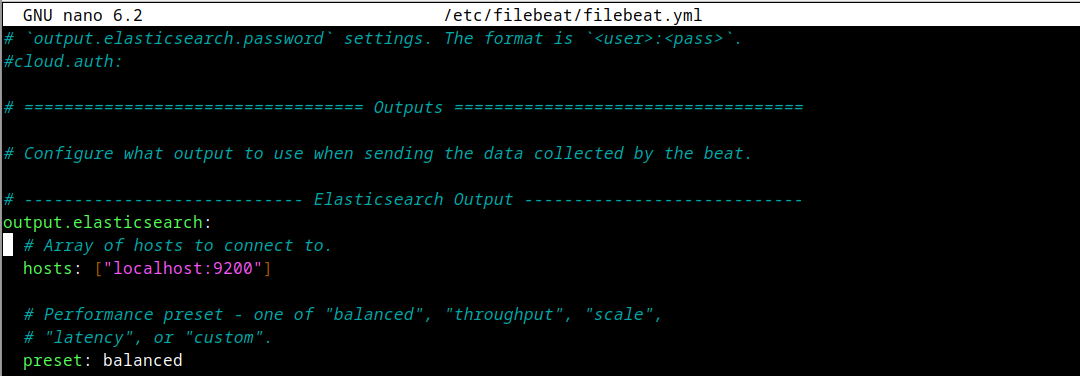 GNU nano 6.2 /etc/filebeat/filebeat.yml
# `output.elasticsearch.password` settings. The format is `<user>:<pass>`.
#cloud.auth:
# ================================== Outputs ===================================
# Configure what output to use when sending the data collected by the beat.
# ---------------------------- Elasticsearch Output ----------------------------
output.elasticsearch:
# Array of hosts to connect to.
hosts: ["localhost:9200"]
# Performance preset - one of "balanced", "throughput", "scale",
# "latency", or "custom".
preset: balanced